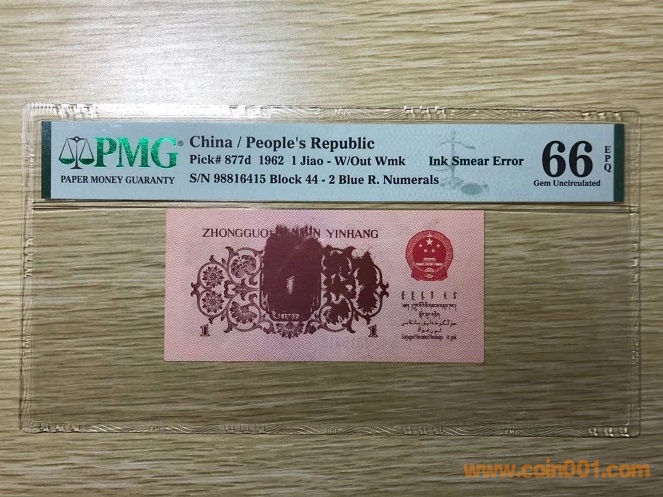 PMG
PAPER MONEY GUARANTY
China / People's Republic
Pick# 877d 1962 1 Jiao - W/Out Wmk Ink Smear Error
S/N 98816415 Block 44 - 2 Blue R. Numerals
66 EPQ
Gem Uncirculated
ZHONGGUO IN YINHANG
1 1
www.coin001.com